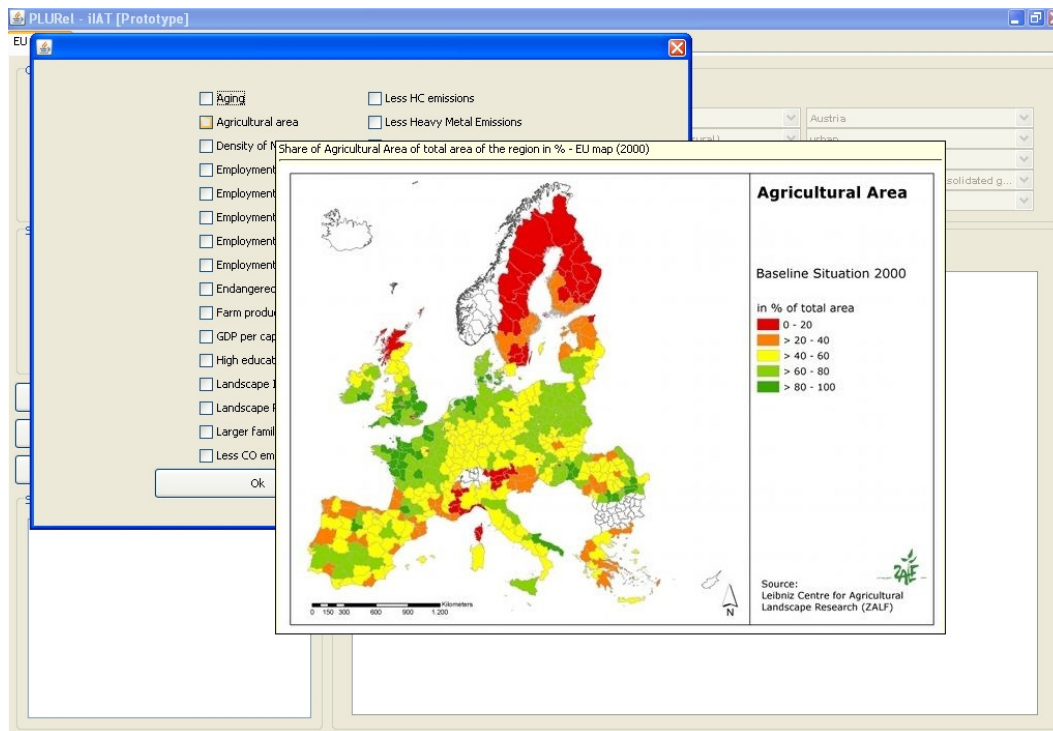 PLURel - iIAT [Prototype]
EU
Aging
Less HC emissions
Agricultural area
Less Heavy Metal Emissions
Austria
Density of
urban
Share of Agricultural Area of total area of the region in % - EU map (2000)
Employment
Employment
solidated g...
Employment
Employment
Employment
Endangered
Farm produ
GDP per cap
High educat
Landscape
Landscape
Larger famil
Less CO em
Ok
Agricultural Area
Baseline Situation 2000
in % of total area
0 - 20
> 20 - 40
> 40 - 60
> 60 - 80
> 80 - 100
Kilometers
0 150 300 600 900 1.200
N
ZALF
Source:
Leibniz Centre for Agricultural
Landscape Research (ZALF)